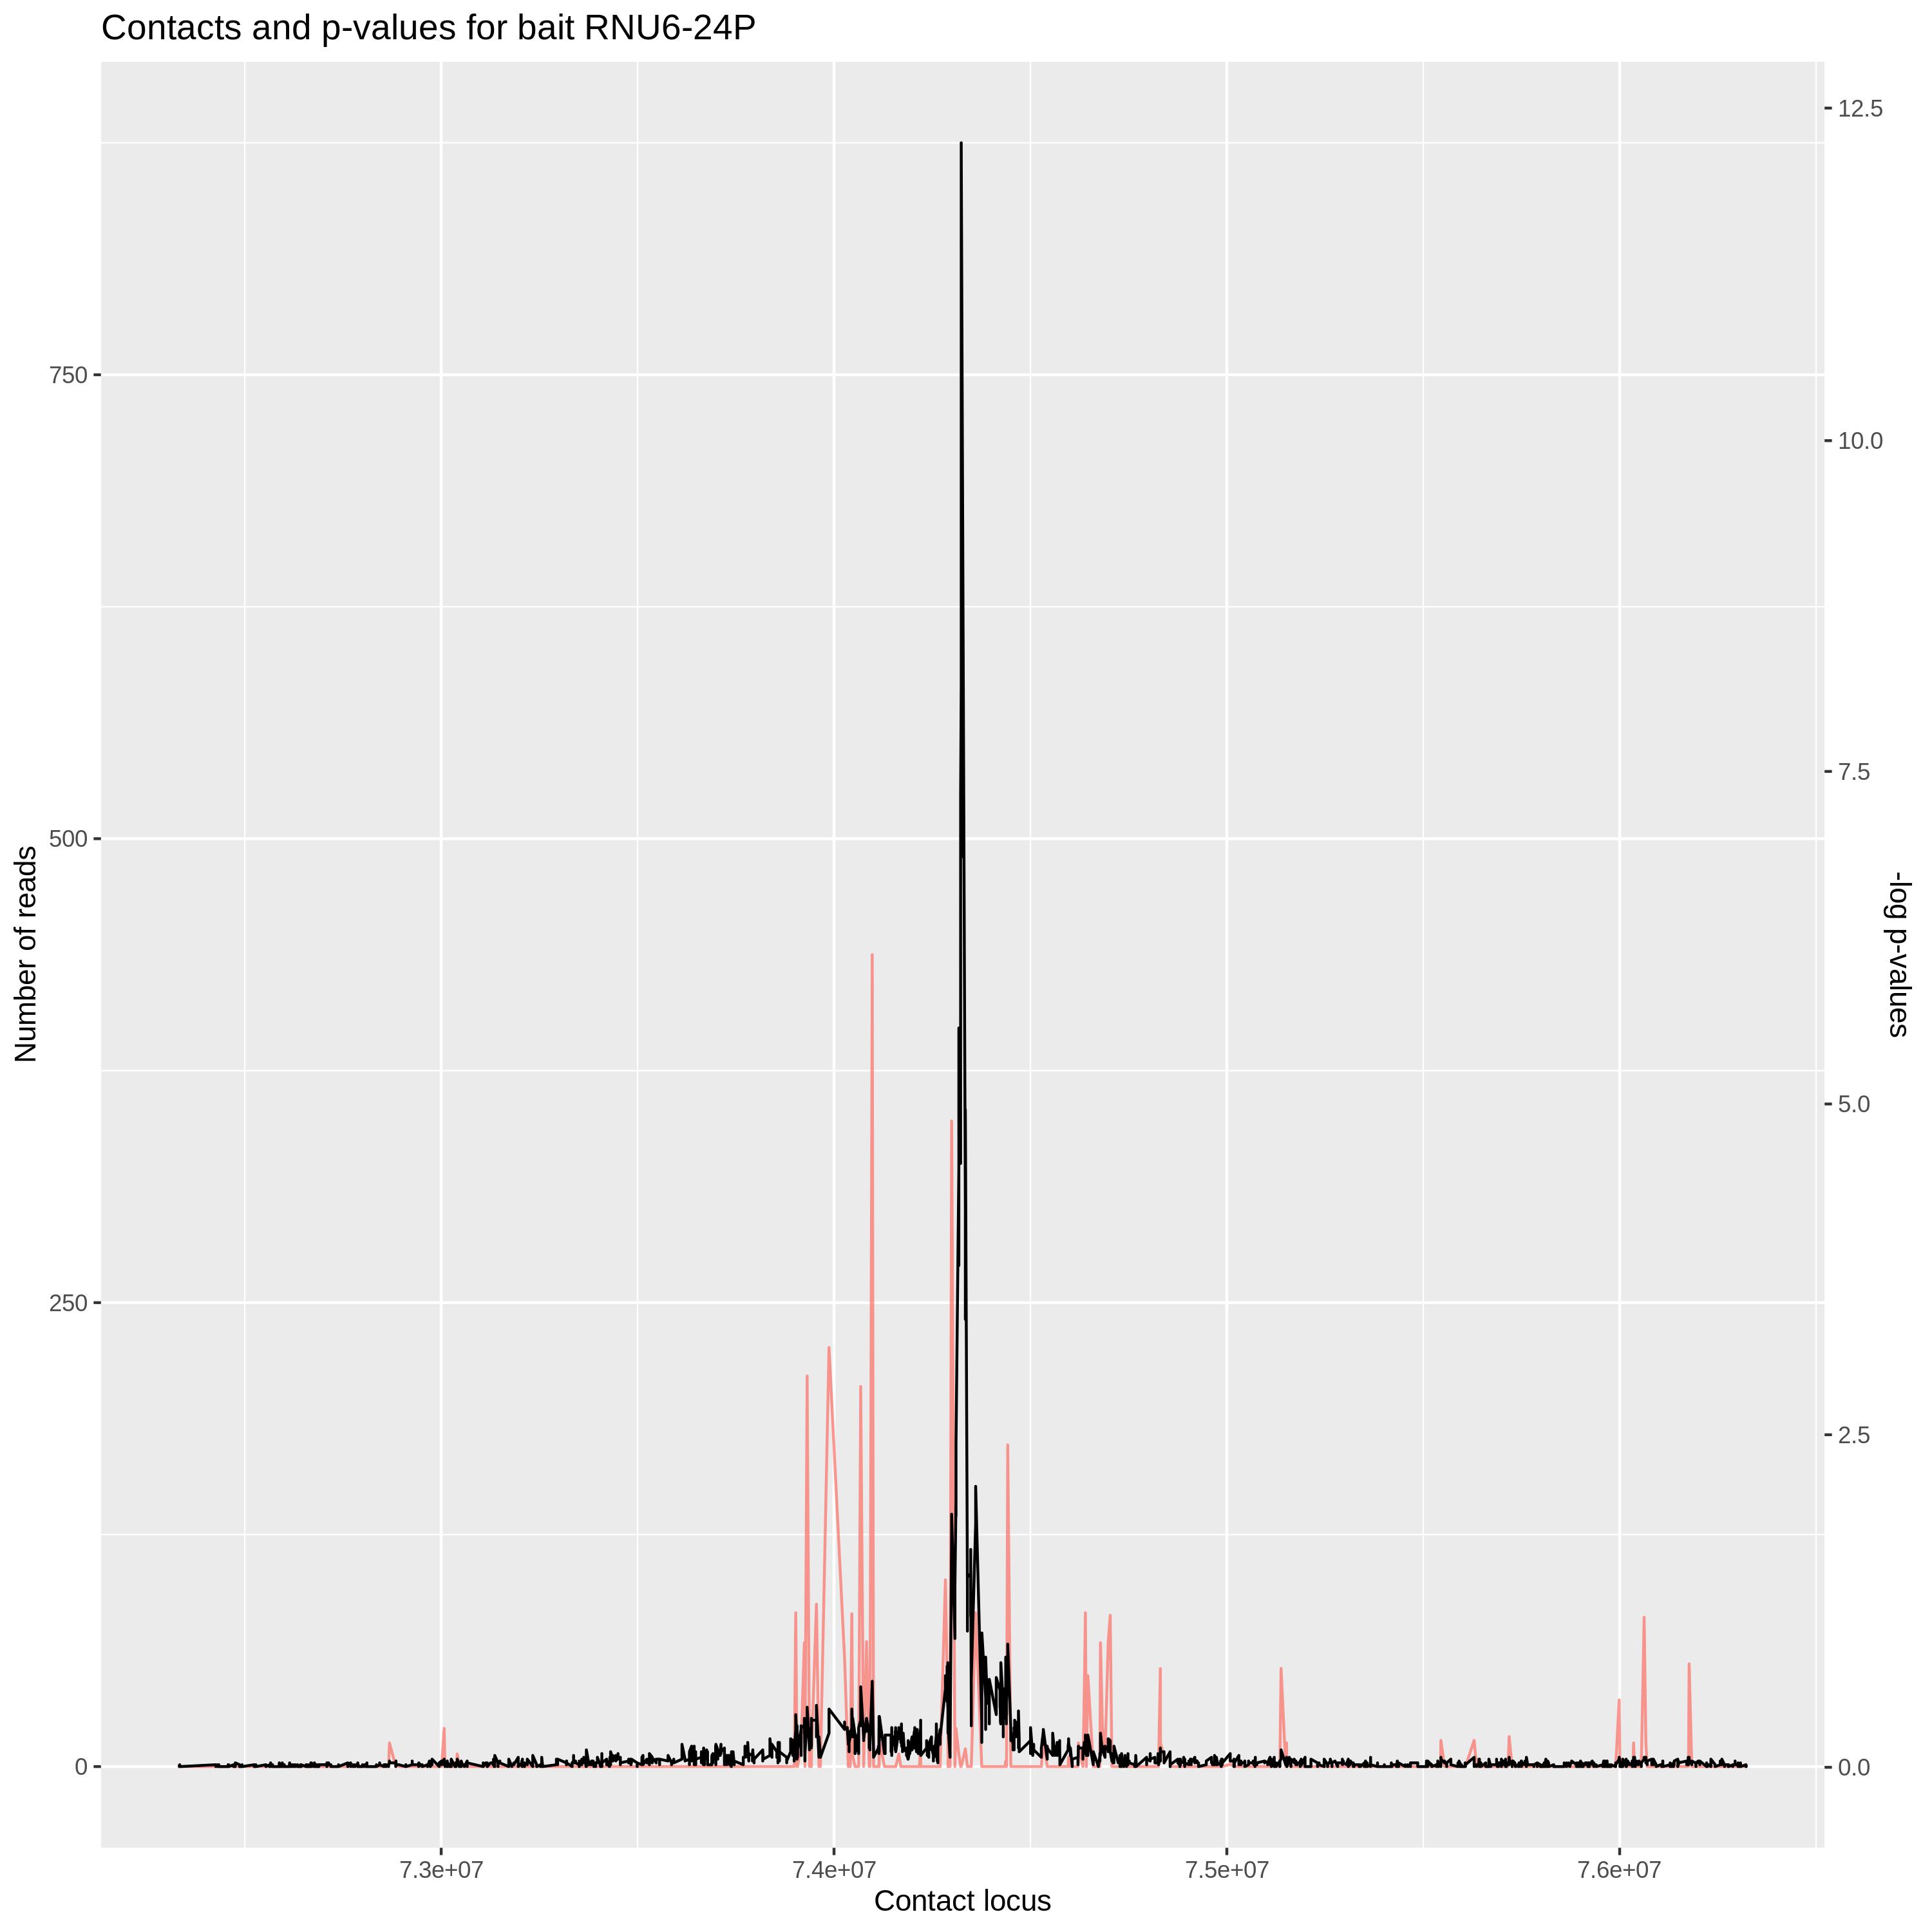 Contacts and p-values for bait RNU6-24P
12.5
750
10.0
7.5
500
Number of reads
-log p-values
5.0
250
2.5
0
0.0
7.3e+07
7.4e+07
7.5e+07
7.6e+07
Contact locus